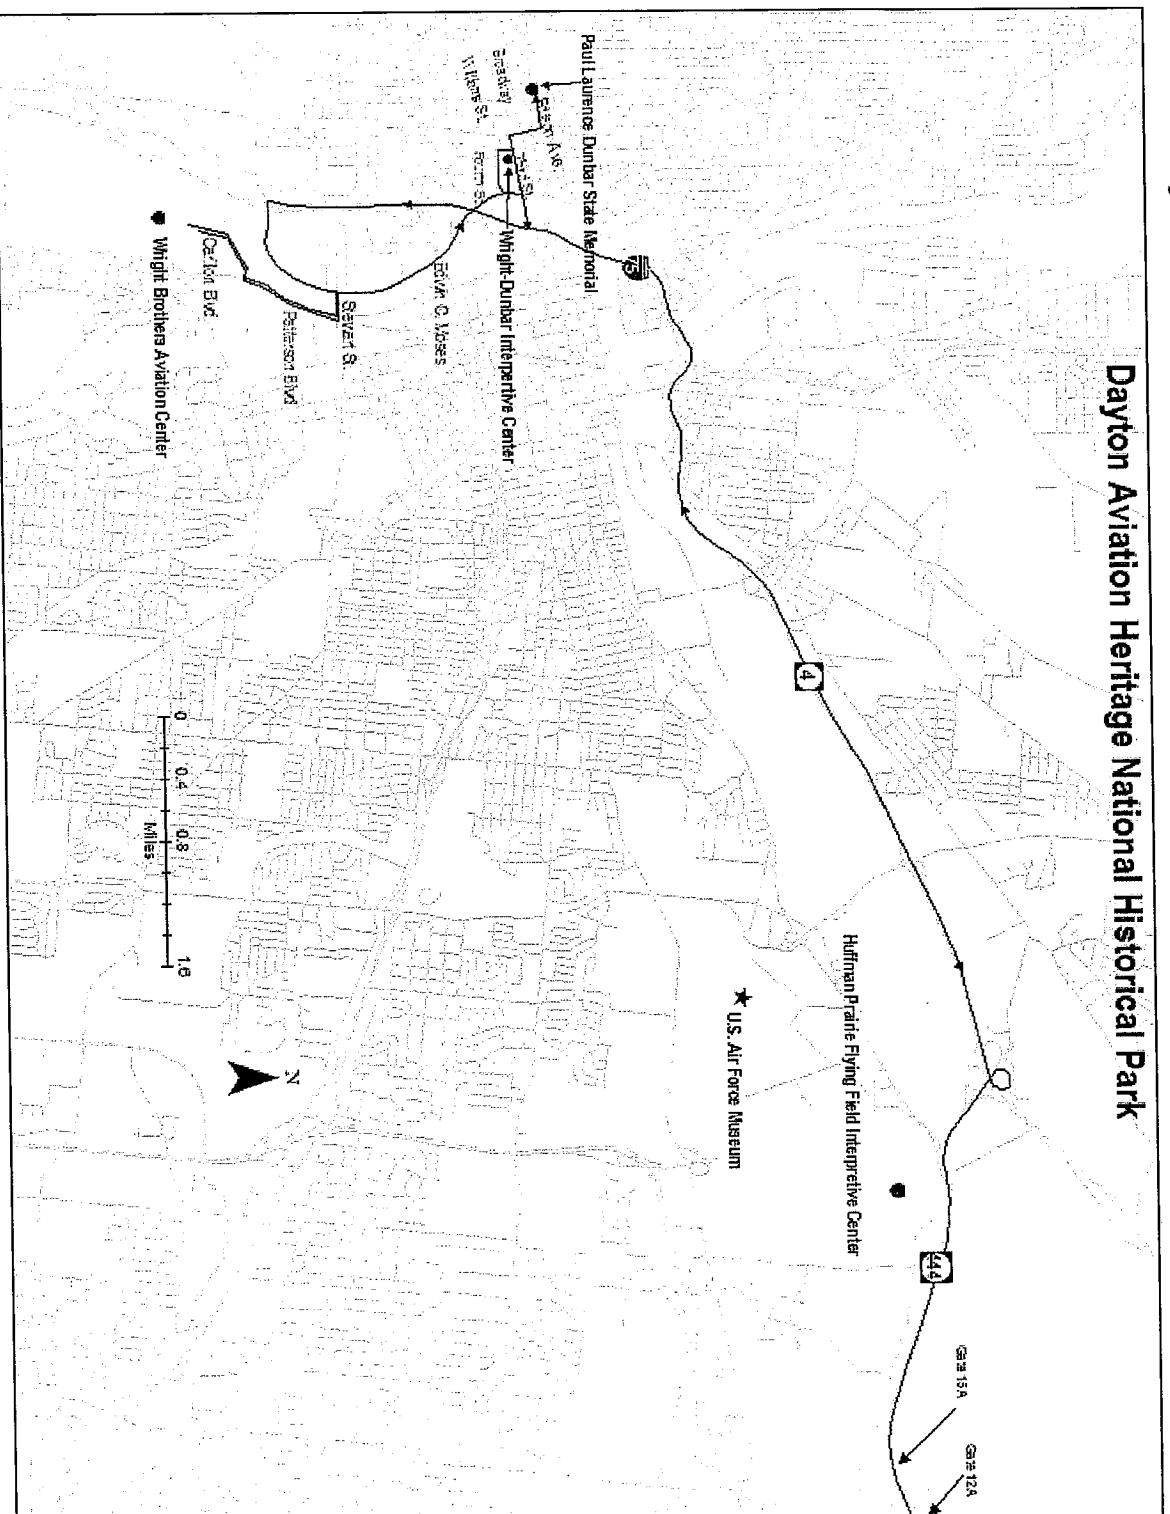 Dayton Aviation Heritage National Historical Park
Paul Laurence Dunbar State Memorial
Broadway
Williams St.
Ave.
Wright-Dunbar Interpertive Center
75
Edwin C. Moses
Stewart St.
Patterson Blvd
Carillon Blvd.
Wright Brothers Aviation Center
4
Huffman Prairie Flying Field Interpretive Center
U.S. Air Force Museum
444
Gate 15A
Gate 12A
0 0.4 0.8 1.6
Miles
N